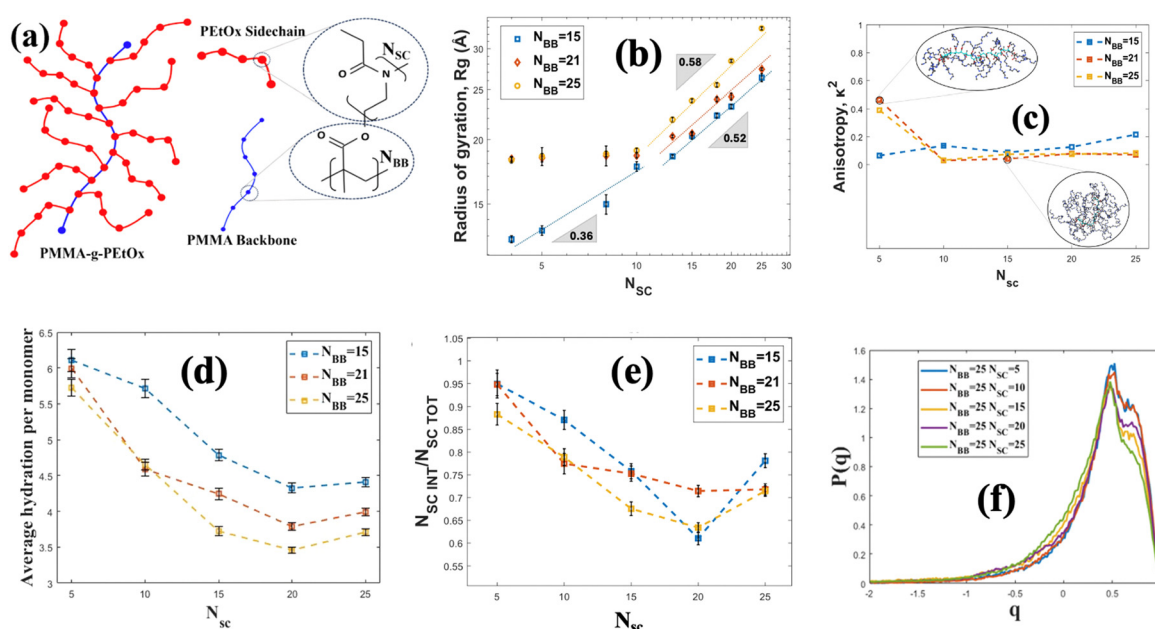 (a)
PEtOx Sidechain
O
N
N_SC
O
O
N_BB
PMMA-g-PEtOx
PMMA Backbone
(b)
Radius of gyration, Rg (Å)
30
25
20
15
N_BB=15
N_BB=21
N_BB=25
0.58
0.52
0.36
5
10
15
20
25
30
N_SC
(c)
Anisotropy, κ²
1
0.8
0.6
0.4
0.2
0
N_BB=15
N_BB=21
N_BB=25
5
10
15
20
25
N_sc
(d)
Average hydration per monomer
6.5
6
5.5
5
4.5
4
3.5
3
N_BB=15
N_BB=21
N_BB=25
5
10
15
20
25
N_sc
(e)
N_SC INT/N_SC TOT
1.05
1
0.95
0.9
0.85
0.8
0.75
0.7
0.65
0.6
0.55
N_BB=15
N_BB=21
N_BB=25
5
10
15
20
25
N_sc
(f)
P(q)
1.6
1.4
1.2
1
0.8
0.6
0.4
0.2
0
N_BB=25 N_SC=5
N_BB=25 N_SC=10
N_BB=25 N_SC=15
N_BB=25 N_SC=20
N_BB=25 N_SC=25
-2
-1.5
-1
-0.5
0
0.5
q